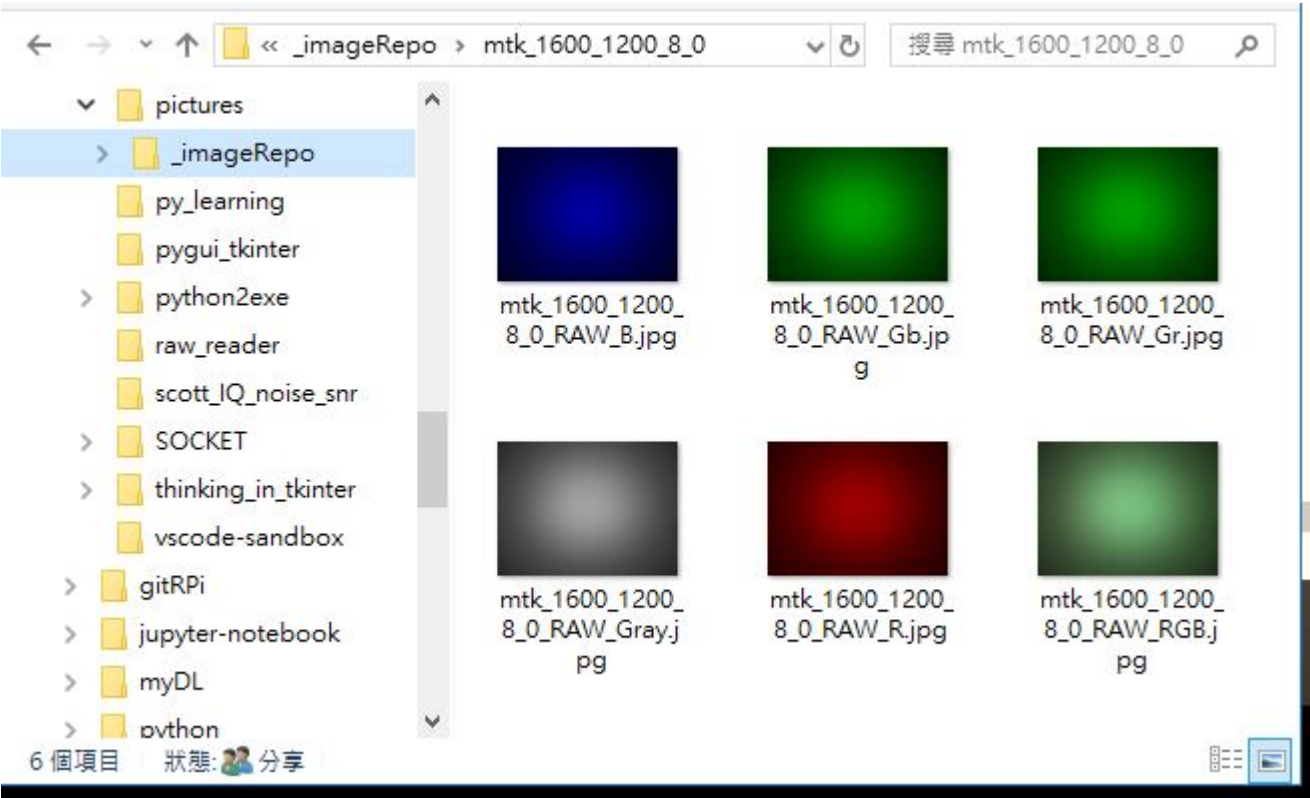 « _imageRepo > mtk_1600_1200_8_0
搜尋 mtk_1600_1200_8_0
pictures
_imageRepo
py_learning
pygui_tkinter
python2exe
raw_reader
scott_IQ_noise_snr
SOCKET
thinking_in_tkinter
vscode-sandbox
gitRPi
jupyter-notebook
myDL
python
mtk_1600_1200_
8_0_RAW_B.jpg
mtk_1600_1200_
8_0_RAW_Gb.jp
g
mtk_1600_1200_
8_0_RAW_Gr.jpg
mtk_1600_1200_
8_0_RAW_Gray.j
pg
mtk_1600_1200_
8_0_RAW_R.jpg
mtk_1600_1200_
8_0_RAW_RGB.j
pg
6 個項目 狀態: 分享